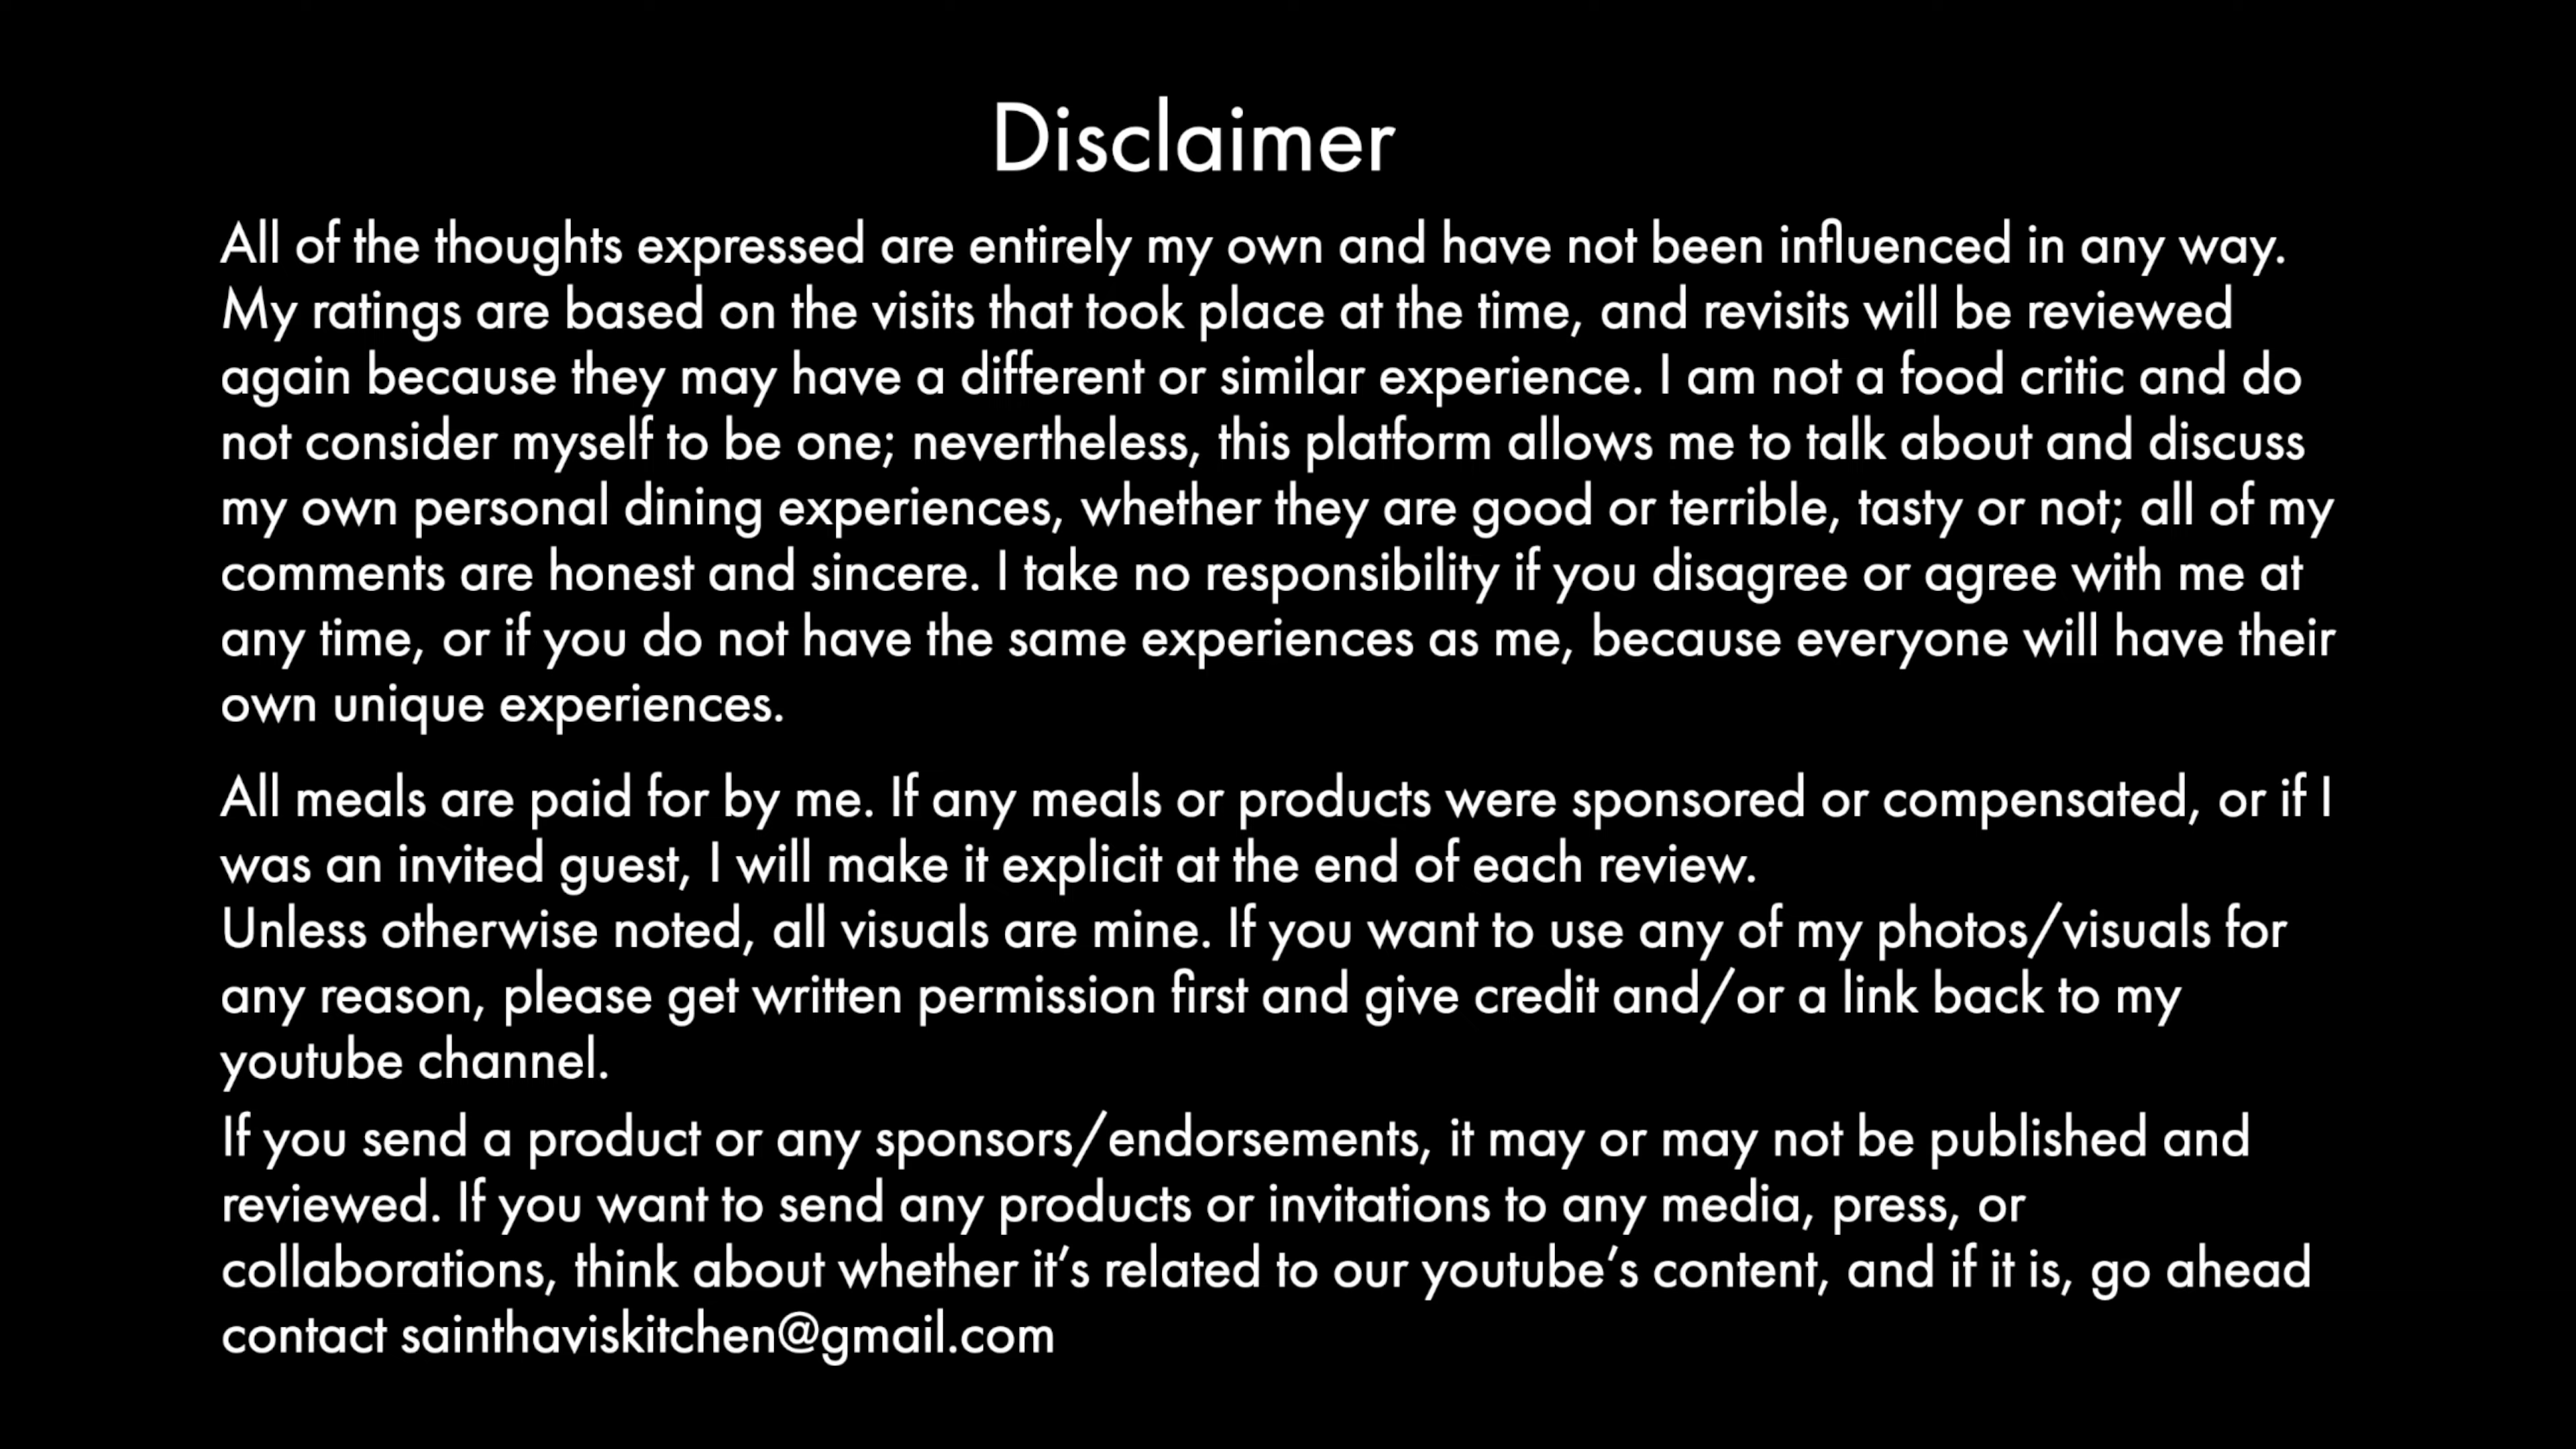 Disclaimer
All of the thoughts expressed are entirely my own and have not been influenced in any way.
My ratings are based on the visits that took place at the time, and revisits will be reviewed
again because they may have a different or similar experience. I am not a food critic and do
not consider myself to be one; nevertheless, this platform allows me to talk about and discuss
my own personal dining experiences, whether they are good or terrible, tasty or not; all of my
comments are honest and sincere. I take no responsibility if you disagree or agree with me at
any time, or if you do not have the same experiences as me, because everyone will have their
own unique experiences.
All meals are paid for by me. If any meals or products were sponsored or compensated, or if I
was an invited guest, I will make it explicit at the end of each review.
Unless otherwise noted, all visuals are mine. If you want to use any of my photos/visuals for
any reason, please get written permission first and give credit and/or a link back to my
youtube channel.
If you send a product or any sponsors/endorsements, it may or may not be published and
reviewed. If you want to send any products or invitations to any media, press, or
collaborations, think about whether it’s related to our youtube’s content, and if it is, go ahead
contact sainthaviskitchen@gmail.com